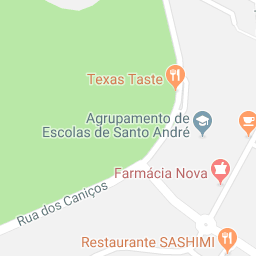 Texas Taste
Agrupamento de
Escolas de Santo André
Farmácia Nova
Rua dos Caniços
Restaurante SASHIMI